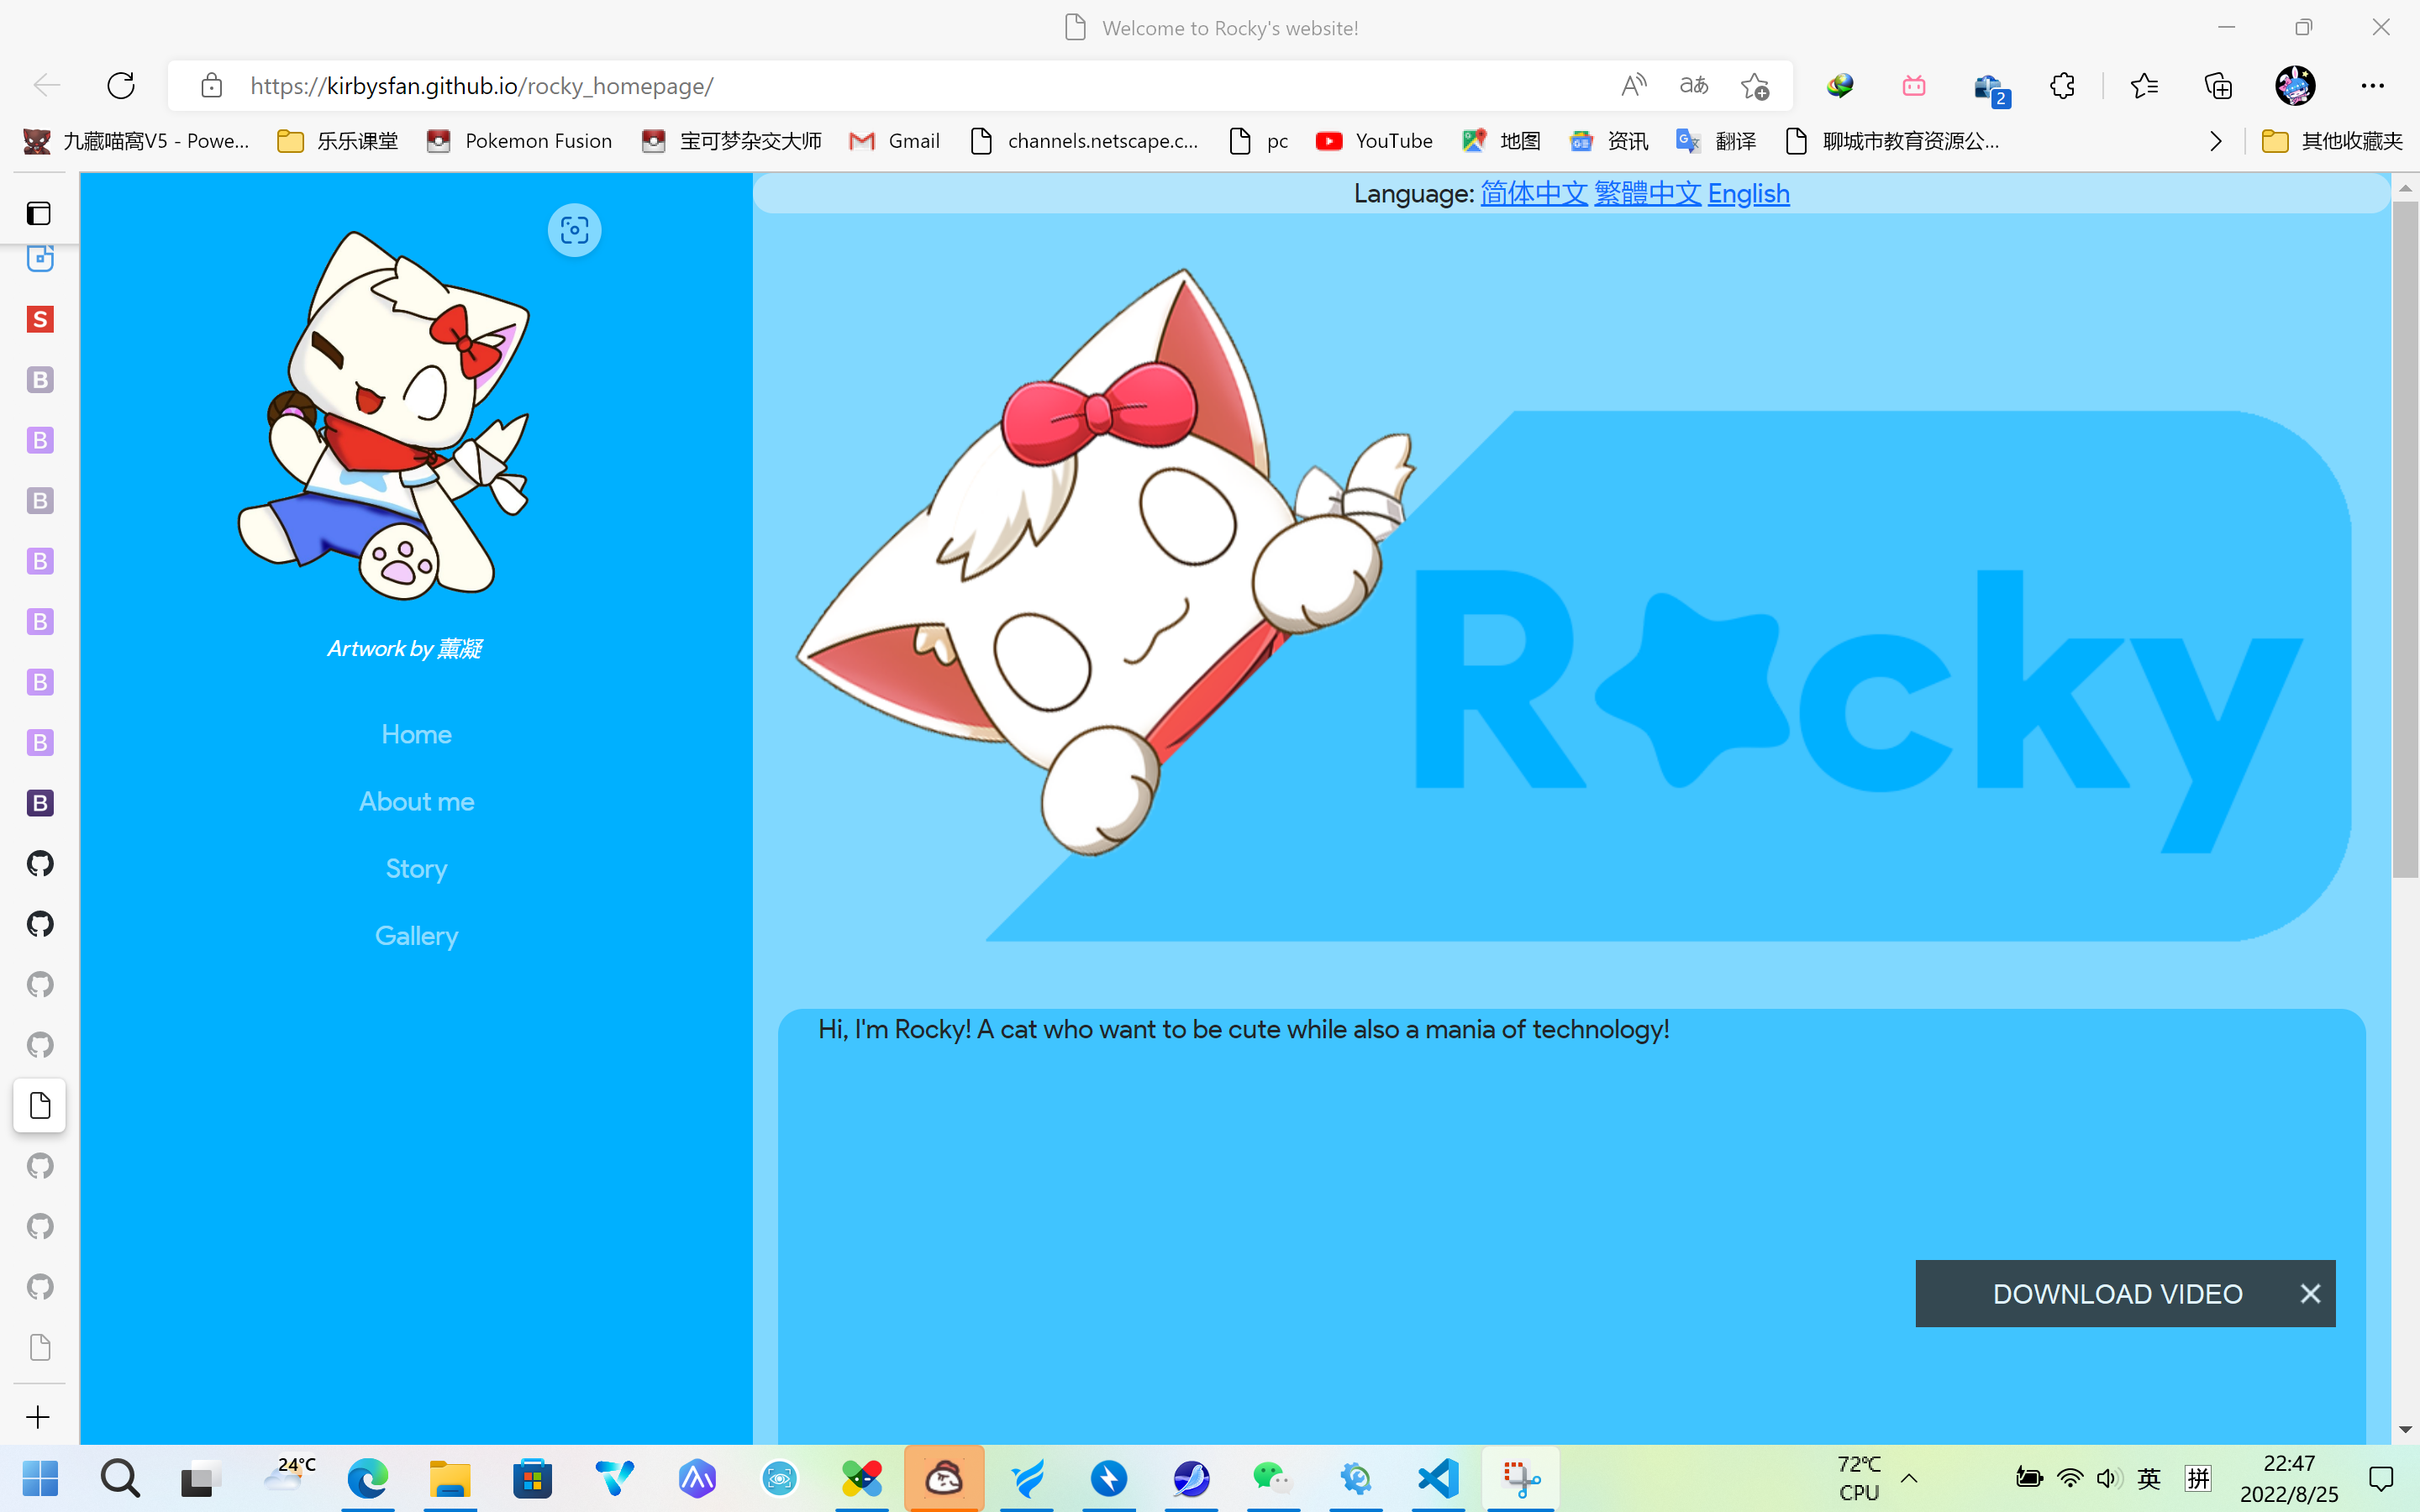 Welcome to Rocky's website!
https://kirbysfan.github.io/rocky_homepage/
2
九藏喵窝V5 - Powe...
乐乐课堂
Pokemon Fusion
宝可梦杂交大师
Gmail
channels.netscape.c...
pc
YouTube
地图
资讯
翻译
聊城市教育资源公...
其他收藏夹
Language: 简体中文 繁體中文 English
Artwork by 薰凝
Home
About me
Story
Gallery
Rocky
Hi, I'm Rocky! A cat who want to be cute while also a mania of technology!
DOWNLOAD VIDEO
24°C
72℃
CPU
英
拼
22:47
2022/8/25